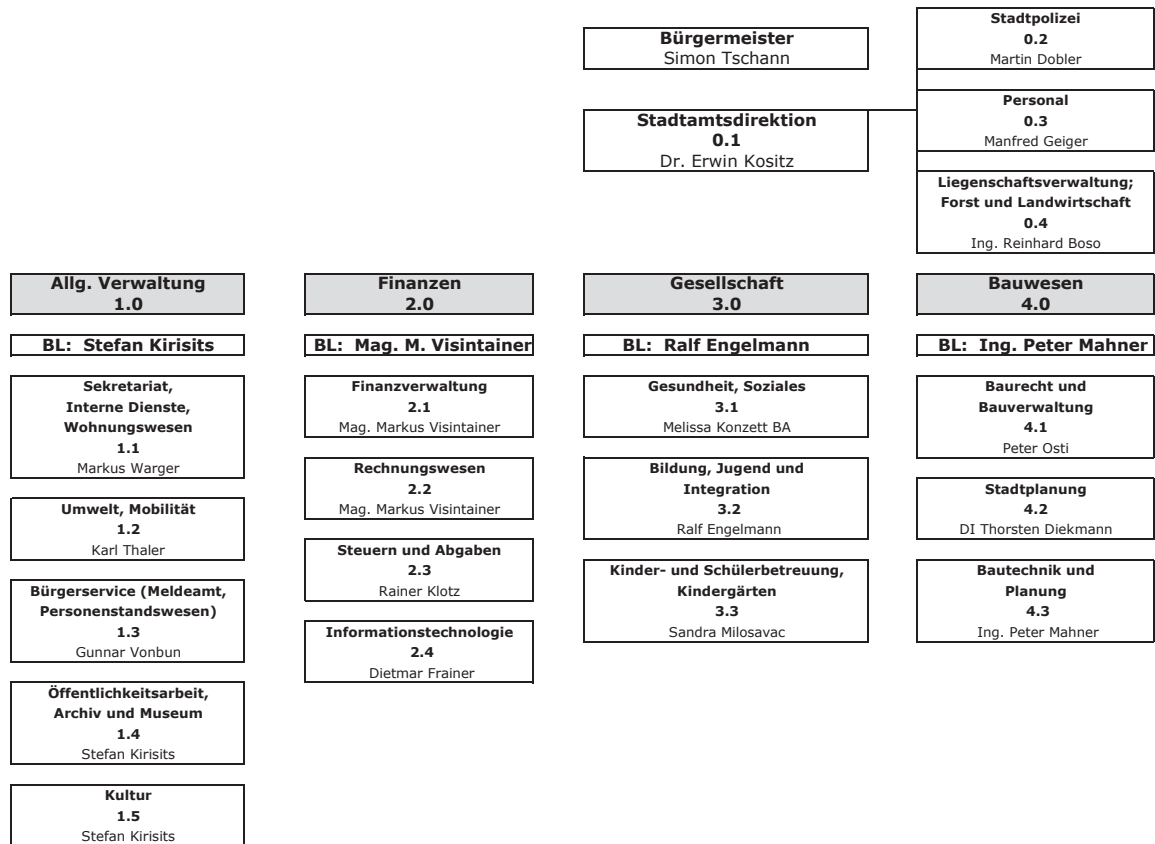 Bürgermeister
Simon Tschann
Stadtamtsdirektion
0.1
Dr. Erwin Kositz
Stadtpolizei
0.2
Martin Dobler
Personal
0.3
Manfred Geiger
Liegenschaftsverwaltung;
Forst und Landwirtschaft
0.4
Ing. Reinhard Boso
Allg. Verwaltung
1.0
BL: Stefan Kirisits
Sekretariat,
Interne Dienste,
Wohnungswesen
1.1
Markus Warger
Umwelt, Mobilität
1.2
Karl Thaler
Bürgerservice (Meldeamt,
Personenstandswesen)
1.3
Gunnar Vonbun
Öffentlichkeitsarbeit,
Archiv und Museum
1.4
Stefan Kirisits
Kultur
1.5
Stefan Kirisits
Finanzen
2.0
BL: Mag. M. Visintainer
Finanzverwaltung
2.1
Mag. Markus Visintainer
Rechnungswesen
2.2
Mag. Markus Visintainer
Steuern und Abgaben
2.3
Rainer Klotz
Informationstechnologie
2.4
Dietmar Frainer
Gesellschaft
3.0
BL: Ralf Engelmann
Gesundheit, Soziales
3.1
Melissa Konzett BA
Bildung, Jugend und
Integration
3.2
Ralf Engelmann
Kinder- und Schülerbetreuung,
Kindergärten
3.3
Sandra Milosavac
Bauwesen
4.0
BL: Ing. Peter Mahner
Baurecht und
Bauverwaltung
4.1
Peter Osti
Stadtplanung
4.2
DI Thorsten Diekmann
Bautechnik und
Planung
4.3
Ing. Peter Mahner